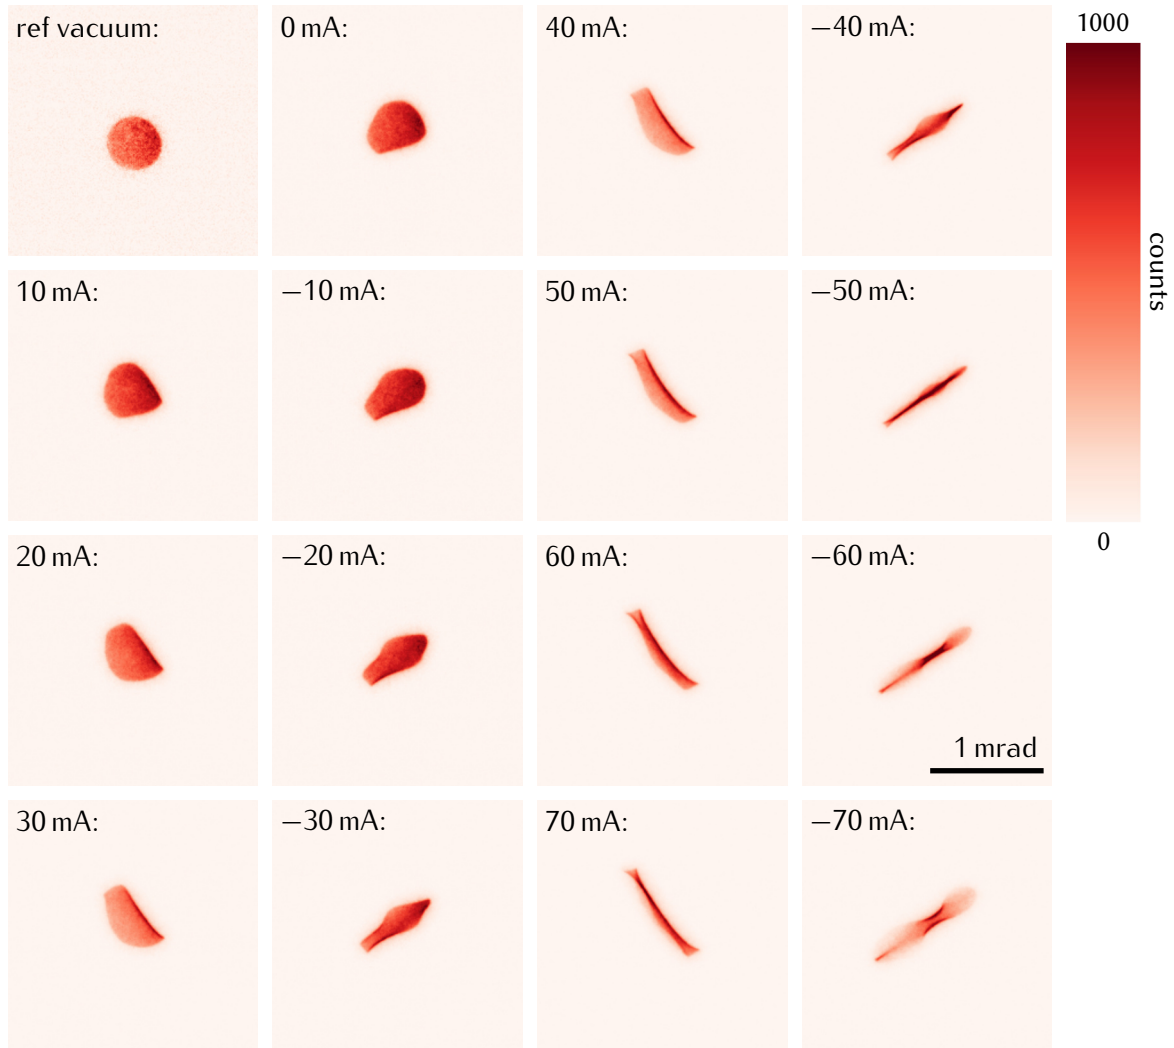 ref vacuum:
0 mA:
40 mA:
−40 mA:
1000
10 mA:
−10 mA:
50 mA:
−50 mA:
counts
20 mA:
−20 mA:
60 mA:
−60 mA:
0
1 mrad
30 mA:
−30 mA:
70 mA:
−70 mA: